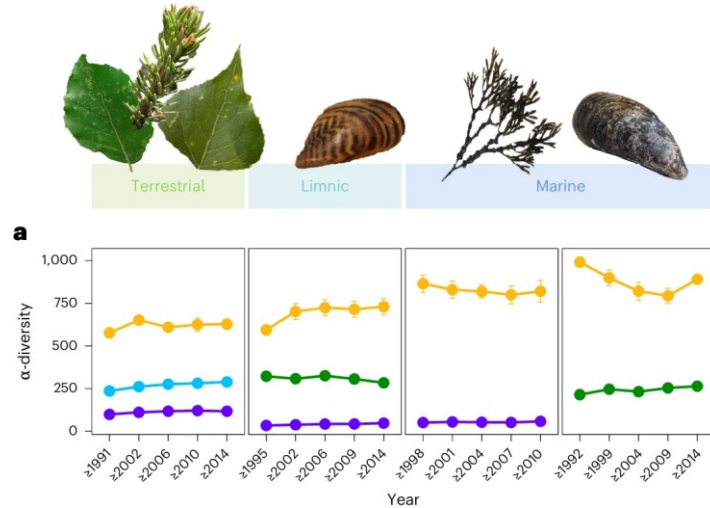 Terrestrial Limnic Marine
a
α-diversity
1,000
750
500
250
0
≥1991 ≥2002 ≥2006 ≥2010 ≥2014 ≥1995 ≥2002 ≥2006 ≥2009 ≥2014 ≥1998 ≥2001 ≥2004 ≥2007 ≥2010 ≥1992 ≥1999 ≥2004 ≥2009 ≥2014
Year